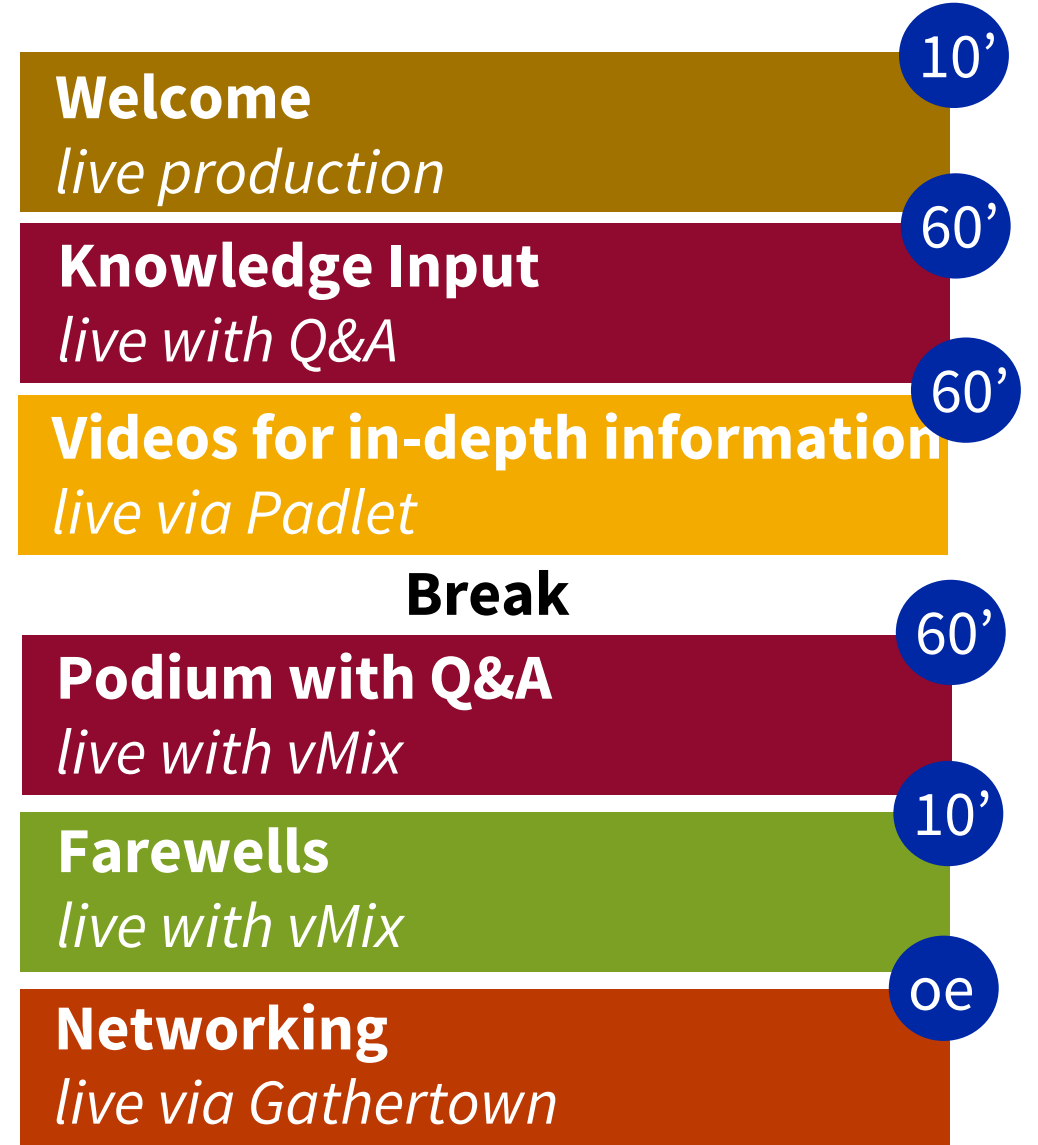 10’
Welcome
live production
60’
Knowledge Input
live with Q&A
60’
Videos for in-depth information
live via Padlet
Break
60’
Podium with Q&A
live with vMix
10’
Farewells
live with vMix
oe
Networking
live via Gathertown